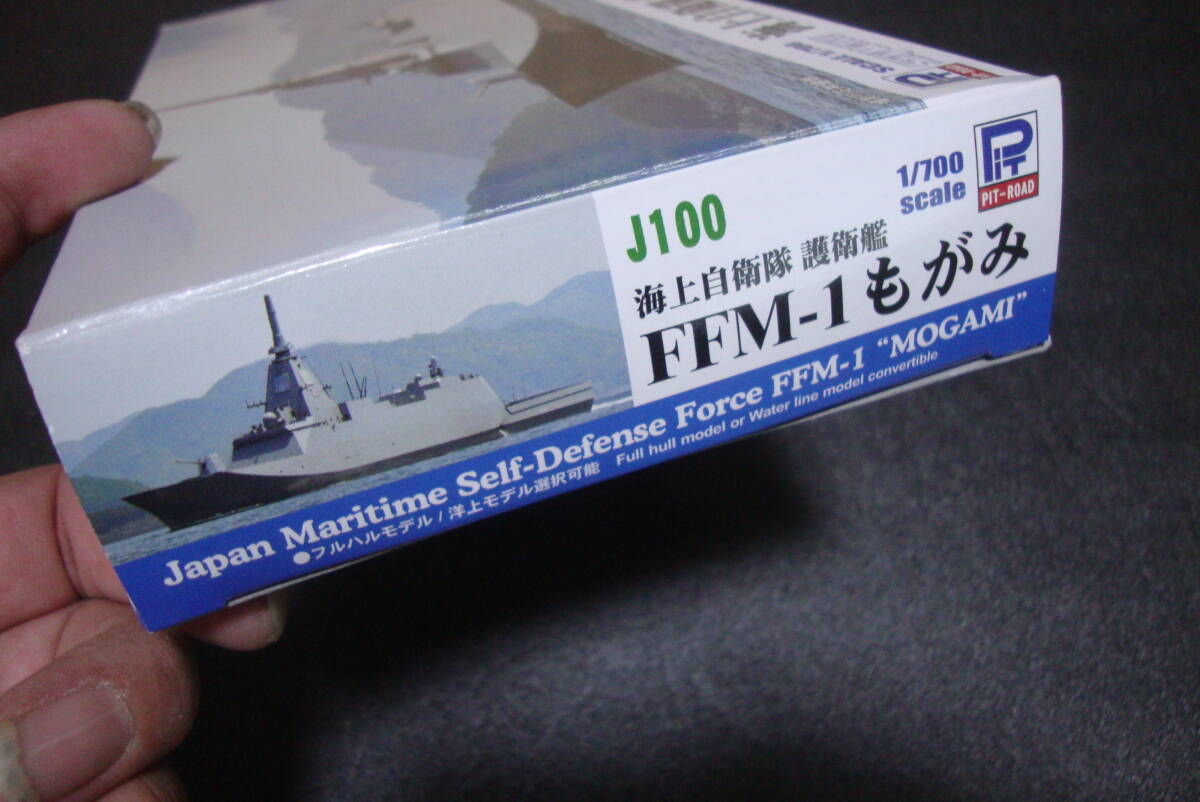 J100
1/700
scale
PiT
PIT-ROAD
海上自衛隊 護衛艦
FFM-1もがみ
Japan Maritime Self-Defense Force FFM-1 “MOGAMI”
●フルハルモデル / 洋上モデル選択可能 Full hull model or Water line model convertible